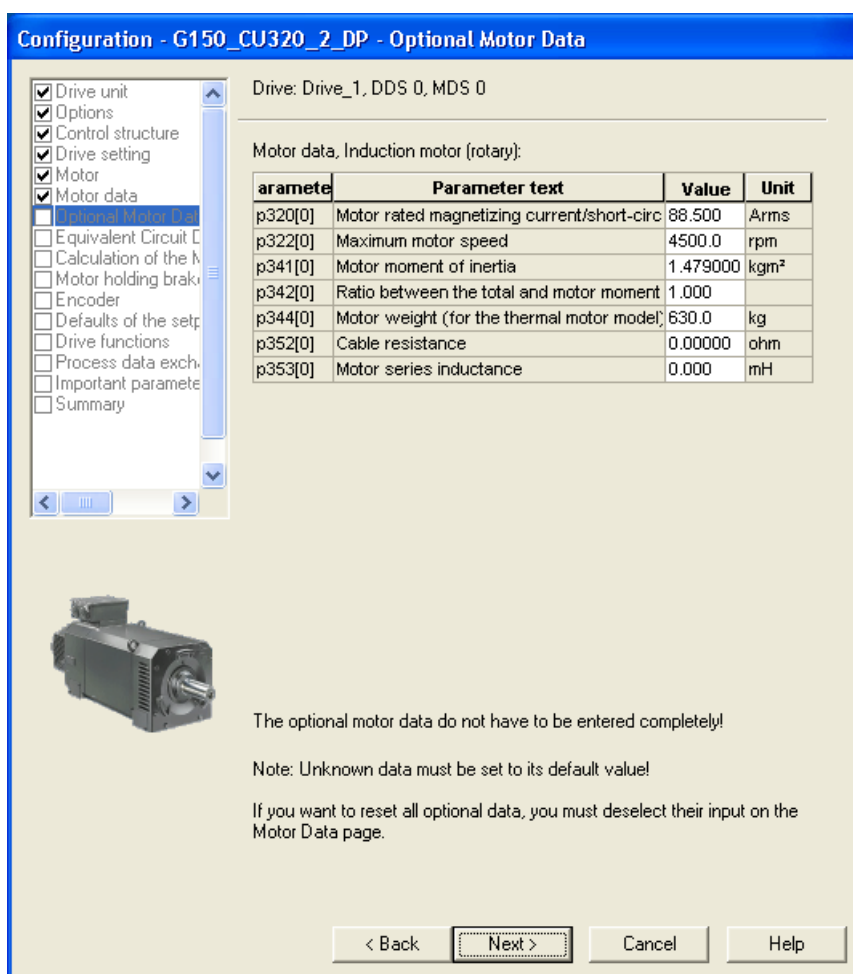 Configuration - G150_CU320_2_DP - Optional Motor Data
Drive unit
Options
Control structure
Drive setting
Motor
Motor data
Optional Motor Dat
Equivalent Circuit D
Calculation of the M
Motor holding brak
Encoder
Defaults of the setp
Drive functions
Process data exch
Important paramete
Summary
Drive: Drive_1, DDS 0, MDS 0
Motor data, Induction motor (rotary):
aramete Parameter text Value Unit
p320[0] Motor rated magnetizing current/short-circ 88.500 Arms
p322[0] Maximum motor speed 4500.0 rpm
p341[0] Motor moment of inertia 1.479000 kgm²
p342[0] Ratio between the total and motor moment 1.000
p344[0] Motor weight (for the thermal motor model) 630.0 kg
p352[0] Cable resistance 0.00000 ohm
p353[0] Motor series inductance 0.000 mH
The optional motor data do not have to be entered completely!
Note: Unknown data must be set to its default value!
If you want to reset all optional data, you must deselect their input on the
Motor Data page.
< Back Next > Cancel Help